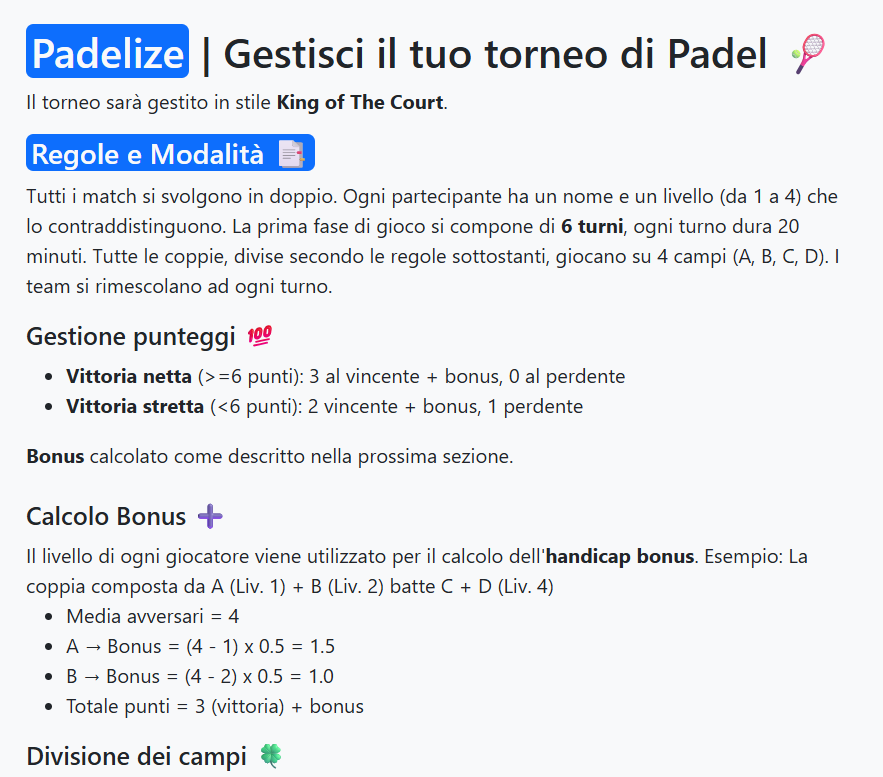 Padelize | Gestisci il tuo torneo di Padel 🎾
Il torneo sarà gestito in stile King of The Court.
Regole e Modalità 📑
Tutti i match si svolgono in doppio. Ogni partecipante ha un nome e un livello (da 1 a 4) che
lo contraddistinguono. La prima fase di gioco si compone di 6 turni, ogni turno dura 20
minuti. Tutte le coppie, divise secondo le regole sottostanti, giocano su 4 campi (A, B, C, D). I
team si rimescolano ad ogni turno.
Gestione punteggi 💯
• Vittoria netta (>=6 punti): 3 al vincente + bonus, 0 al perdente
• Vittoria stretta (<6 punti): 2 vincente + bonus, 1 perdente
Bonus calcolato come descritto nella prossima sezione.
Calcolo Bonus ➕
Il livello di ogni giocatore viene utilizzato per il calcolo dell'handicap bonus. Esempio: La
coppia composta da A (Liv. 1) + B (Liv. 2) batte C + D (Liv. 4)
• Media avversari = 4
• A → Bonus = (4 - 1) x 0.5 = 1.5
• B → Bonus = (4 - 2) x 0.5 = 1.0
• Totale punti = 3 (vittoria) + bonus
Divisione dei campi 🍀